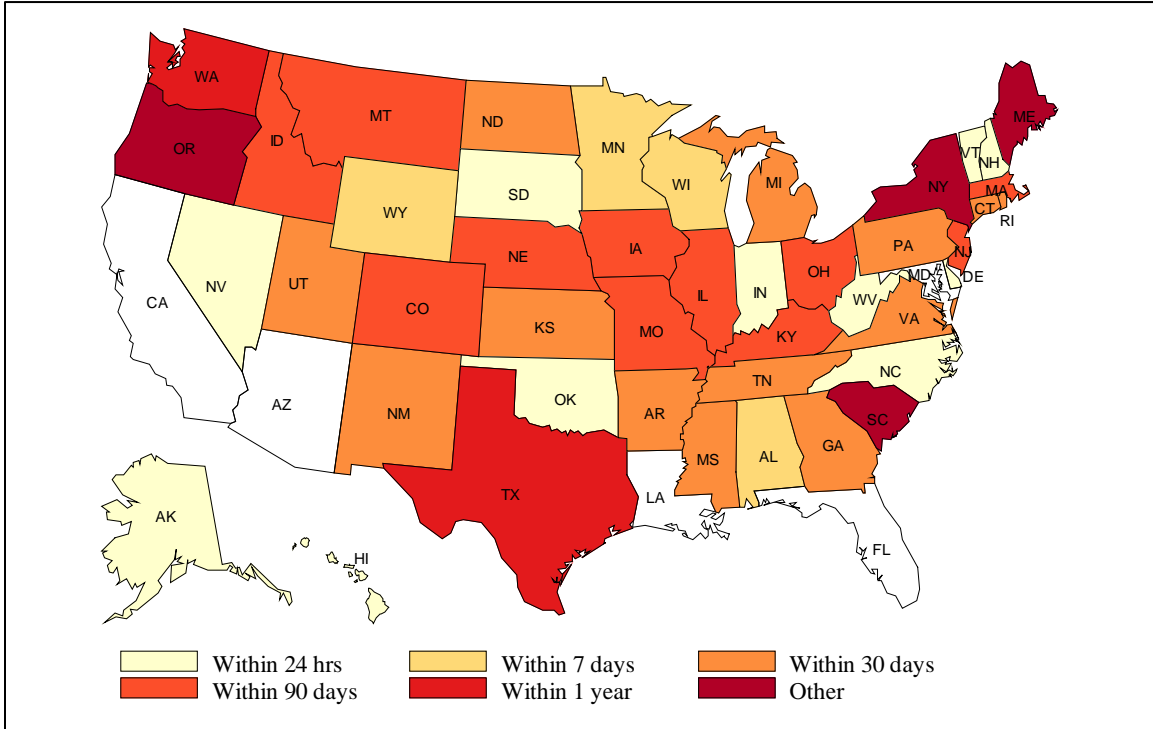 WA
ME
MT
ND
VT
ID
OR
MN
NH
WI
MI
NY
MA
SD
CT
WY
RI
PA
IA
NJ
NE
OH
MD
DE
UT
NV
IN
IL
WV
CA
CO
VA
KS
MO
KY
NC
TN
OK
AZ
NM
AR
SC
GA
MS
AL
TX
LA
AK
FL
HI
Within 24 hrs
Within 7 days
Within 30 days
Within 90 days
Within 1 year
Other